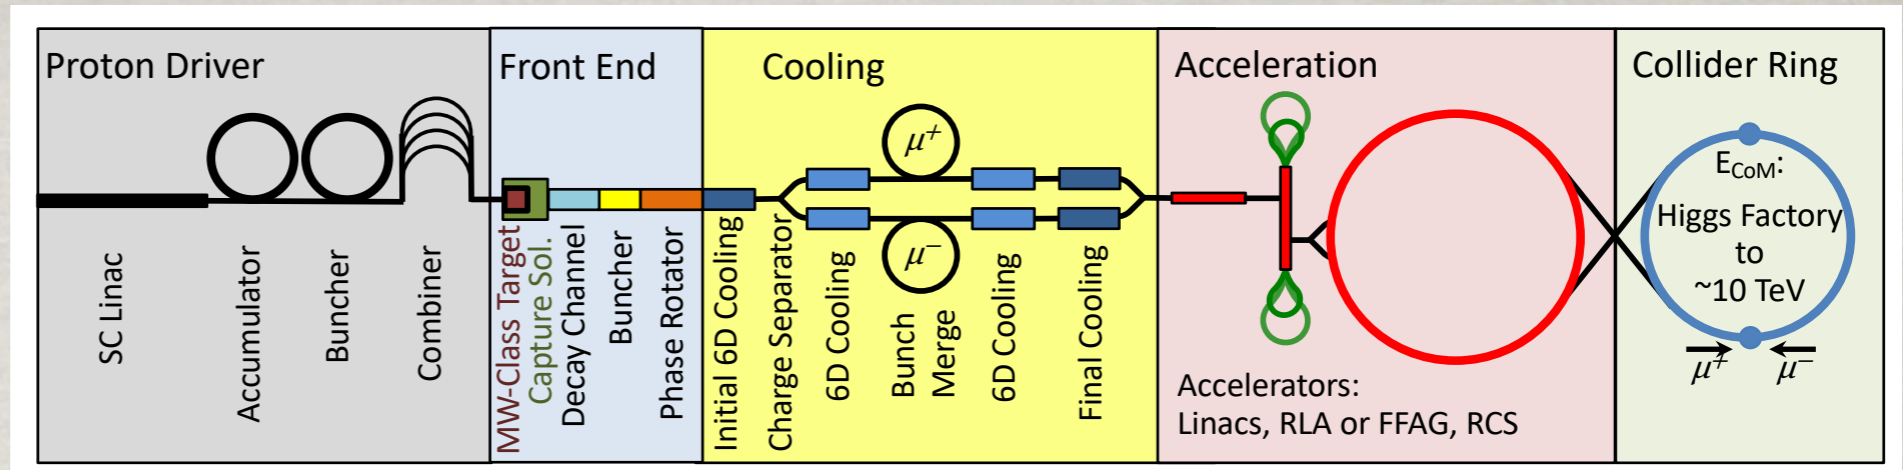 Proton Driver
SC Linac
Accumulator
Buncher
Combiner
Front End
MW-Class Target
Capture Sol.
Decay Channel
Buncher
Phase Rotator
Cooling
μ+
μ−
Initial 6D Cooling
Charge Separator
6D Cooling
Bunch
Merge
6D Cooling
Final Cooling
Acceleration
Accelerators:
Linacs, RLA or FFAG, RCS
Collider Ring
ECoM:
Higgs Factory
to
~10 TeV
μ+ μ−